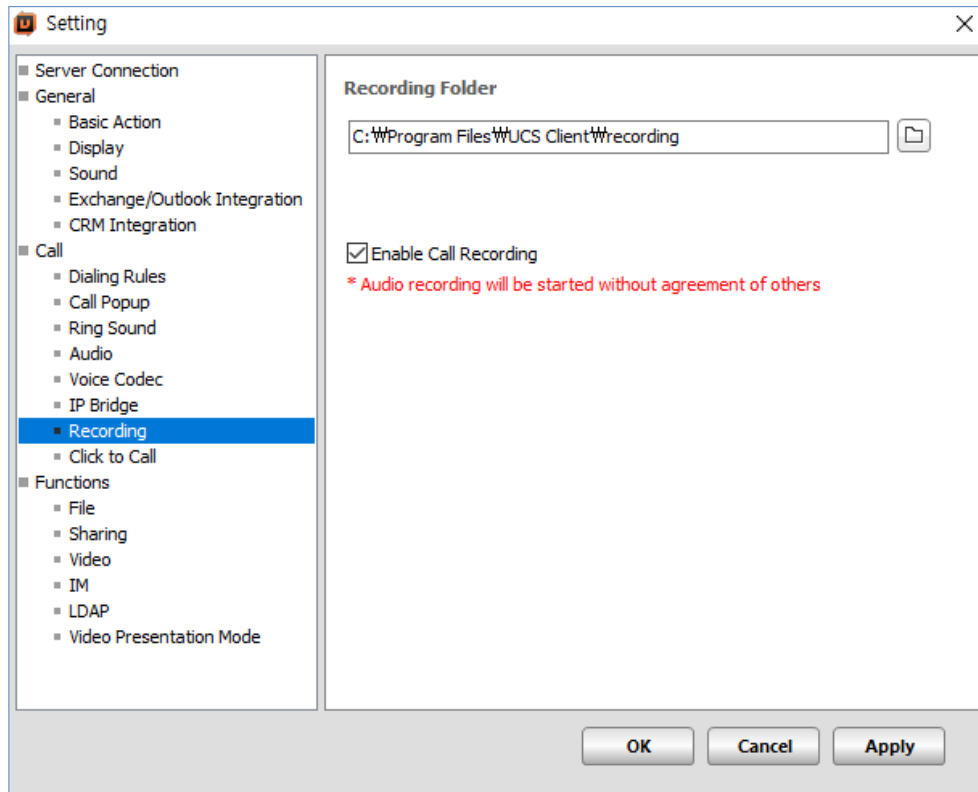 Setting
Server Connection
General
Basic Action
Display
Sound
Exchange/Outlook Integration
CRM Integration
Call
Dialing Rules
Call Popup
Ring Sound
Audio
Voice Codec
IP Bridge
Recording
Click to Call
Functions
File
Sharing
Video
IM
LDAP
Video Presentation Mode
Recording Folder
C:₩Program Files₩UCS Client₩recording
Enable Call Recording
* Audio recording will be started without agreement of others
OK
Cancel
Apply